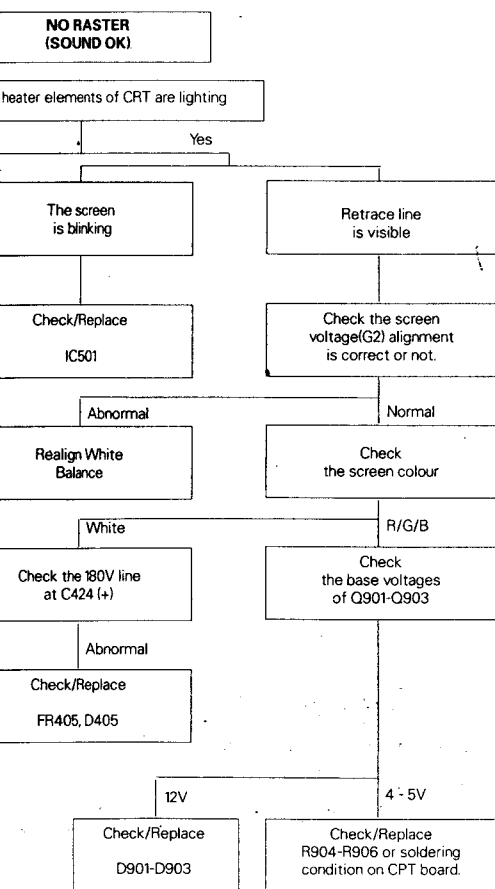 NO RASTER
(SOUND OK)
heater elements of CRT are lighting
Yes
The screen
is blinking
Retrace line
is visible
Check/Replace
IC501
Check the screen
voltage(G2) alignment
is correct or not.
Abnormal
Normal
Realign White
Balance
Check
the screen colour
White
R/G/B
Check the 180V line
at C424 (+)
Check
the base voltages
of Q901-Q903
Abnormal
Check/Replace
FR405, D405
12V
4-5V
Check/Replace
D901-D903
Check/Replace
R904-R906 or soldering
condition on CPT board.